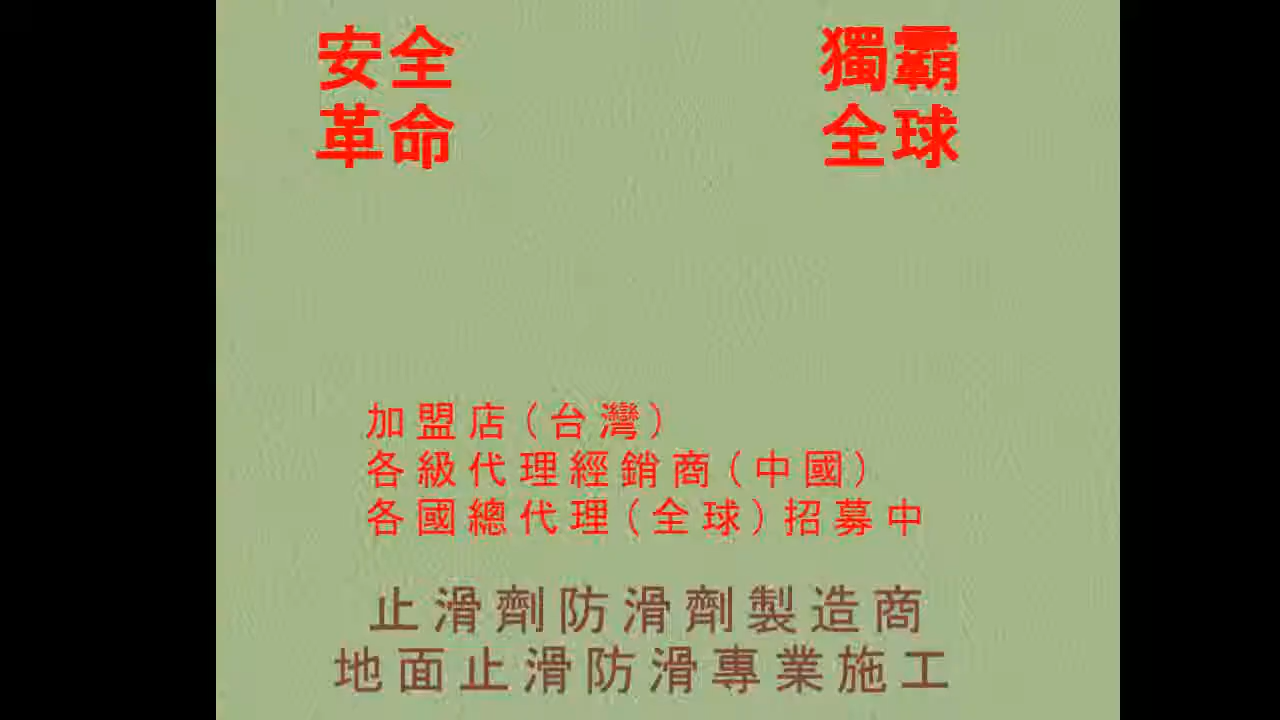 安全
革命
獨霸
全球
加盟店(台灣)
各級代理經銷商(中國)
各國總代理(全球)招募中
止滑劑防滑劑製造商
地面止滑防滑專業施工